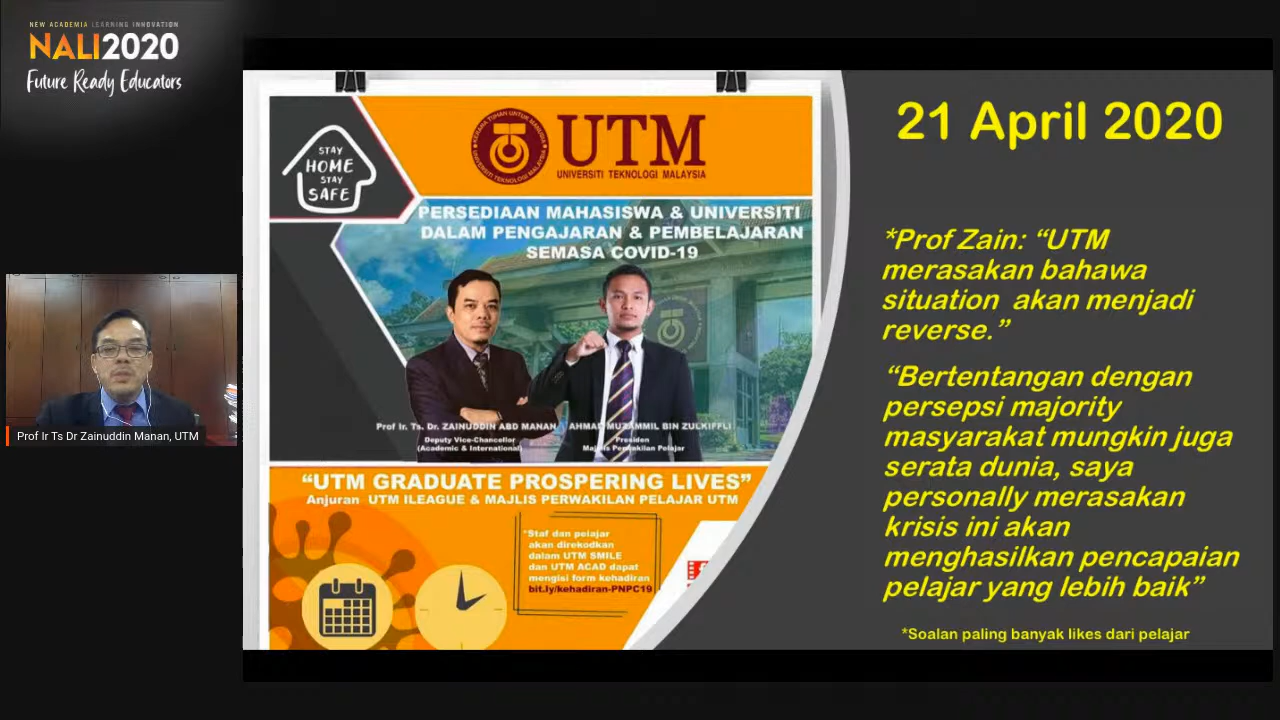 NEW ACADEMIA LEARNING INNOVATION
NALI2020
Future Ready Educators
Prof Ir Ts Dr Zainuddin Manan, UTM
STAY
HOME
STAY
SAFE
UTM
UNIVERSITI TEKNOLOGI MALAYSIA
PERSEDIAAN MAHASISWA & UNIVERSITI
DALAM PENGAJARAN & PEMBELAJARAN
SEMASA COVID-19
Prof Ir. Ts. Dr. ZAINUDDIN ABD MANAN
Deputy Vice-Chancellor
(Academic & International)
AHMAD MUZAMMIL BIN ZULKIFFLI
Presiden
Majlis Perwakilan Pelajar
“UTM GRADUATE PROSPERING LIVES”
Anjuran UTM ILEAGUE & MAJLIS PERWAKILAN PELAJAR UTM
*Staf dan pelajar
akan direkodkan
dalam UTM SMILE
dan UTM ACAD dapat
mengisi form kehadiran
bit.ly/kehadiran-PNPC19
21 April 2020
*Prof Zain: “UTM
merasakan bahawa
situation akan menjadi
reverse.”
“Bertentangan dengan
persepsi majority
masyarakat mungkin juga
serata dunia, saya
personally merasakan
krisis ini akan
menghasilkan pencapaian
pelajar yang lebih baik”
*Soalan paling banyak likes dari pelajar